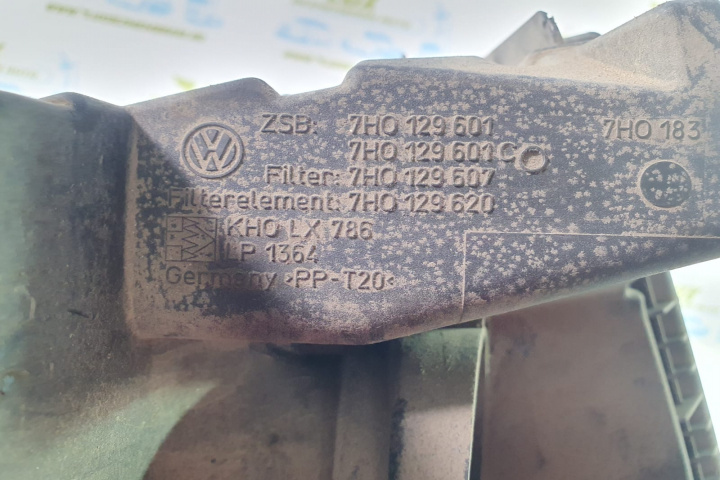 ZSB: 7H0 129 601
7H0 129 601 C
Filter: 7H0 129 607
Filterelement: 7H0 129 620
KHO LX 786
LP 1364
Germany >PP-T20<
7H0 183